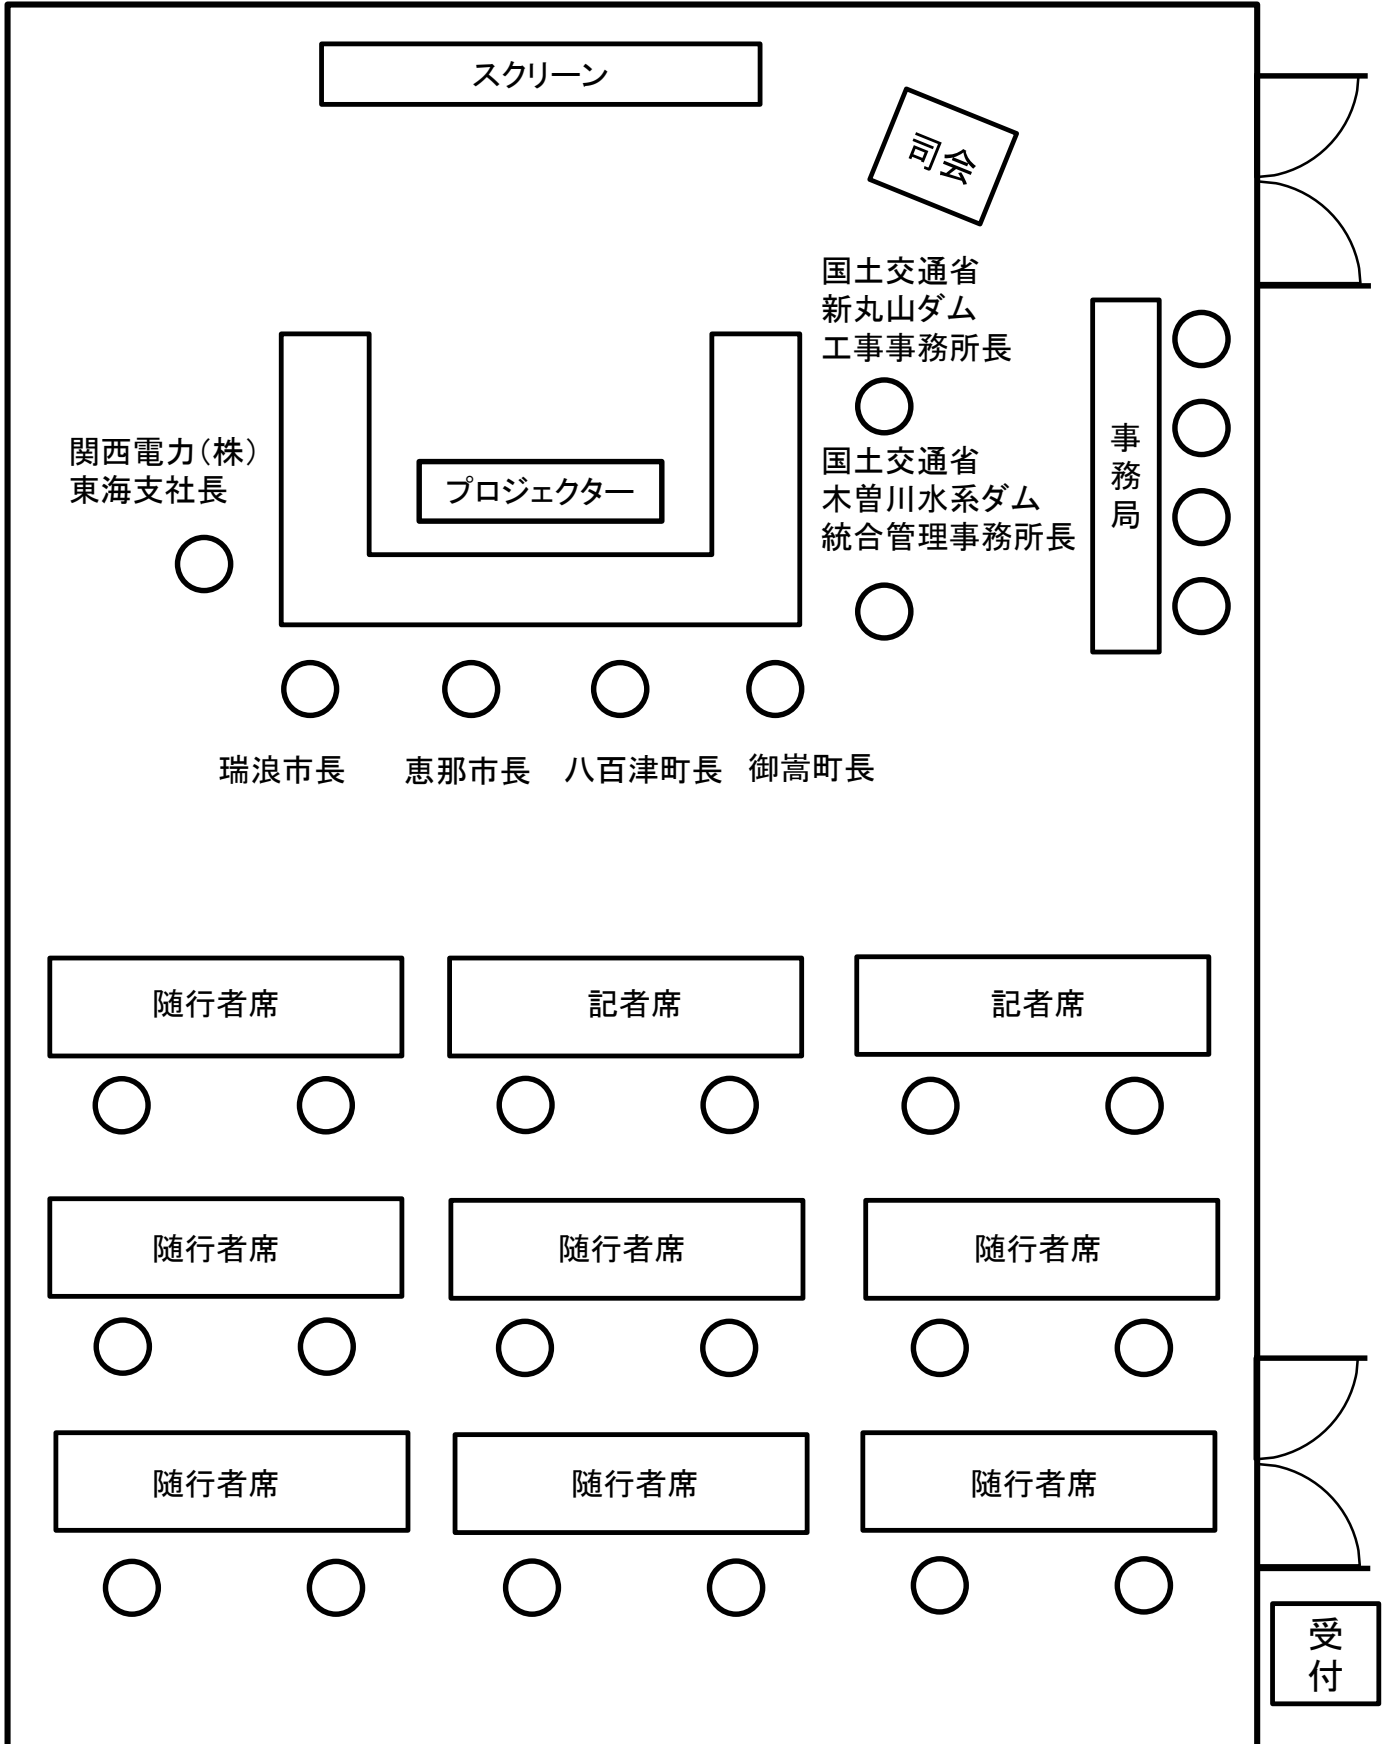 スクリーン
司会
国土交通省
新丸山ダム
工事事務所長
関西電力(株)
東海支社長
プロジェクター
国土交通省
木曽川水系ダム
統合管理事務所長
事務局
瑞浪市長
恵那市長
八百津町長
御嵩町長
随行者席
記者席
記者席
随行者席
随行者席
随行者席
随行者席
随行者席
随行者席
受付